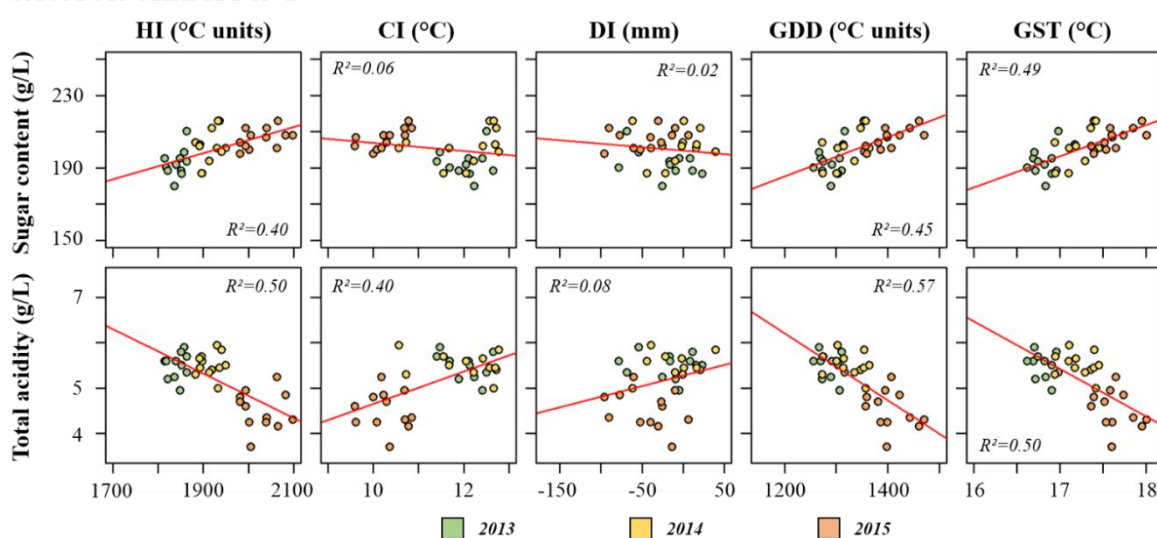 HI (°C units) CI (°C) DI (mm) GDD (°C units) GST (°C)
Sugar content (g/L)
230
190
150
R²=0.40
R²=0.06
R²=0.02
R²=0.45
R²=0.49
Total acidity (g/L)
7
5
4
R²=0.50
R²=0.40
R²=0.08
R²=0.57
R²=0.50
1700 1900 2100 10 12 -150 -50 50 1200 1400 16 17 18
2013 2014 2015